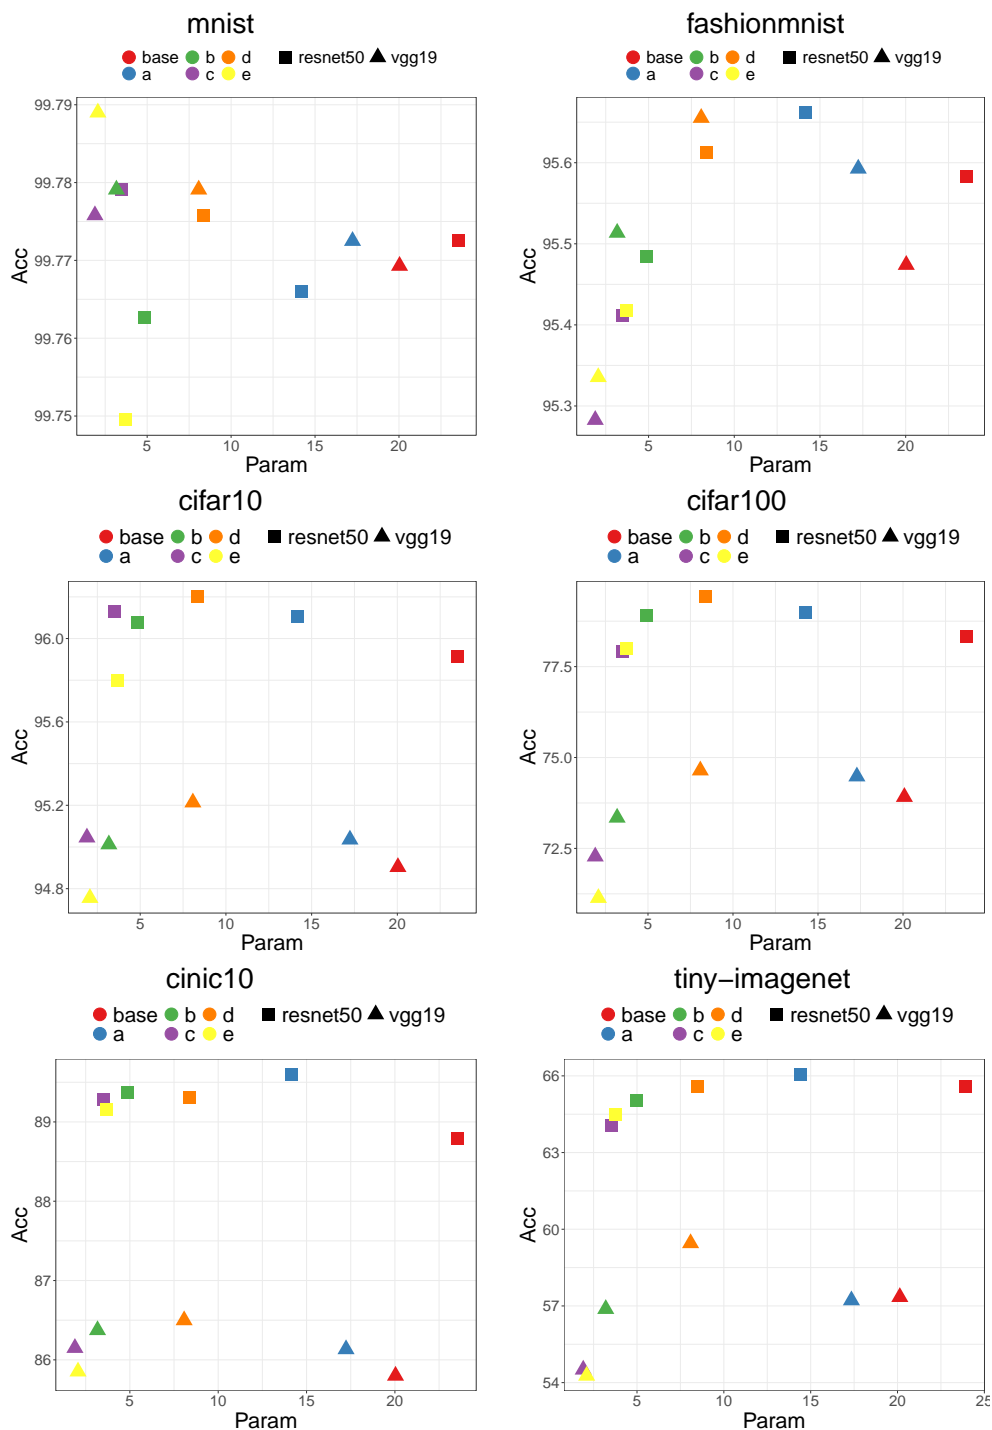 mnist
base b d resnet50 vgg19
a c e
99.79
99.78
99.77
99.76
99.75
Acc
5 10 15 20
Param
fashionmnist
base b d resnet50 vgg19
a c e
95.6
95.5
95.4
95.3
Acc
5 10 15 20
Param
cifar10
base b d resnet50 vgg19
a c e
96.0
95.6
95.2
94.8
Acc
5 10 15 20
Param
cifar100
base b d resnet50 vgg19
a c e
77.5
75.0
72.5
Acc
5 10 15 20
Param
cinic10
base b d resnet50 vgg19
a c e
89
88
87
86
Acc
5 10 15 20
Param
tiny−imagenet
base b d resnet50 vgg19
a c e
66
63
60
57
54
Acc
5 10 15 20 25
Param